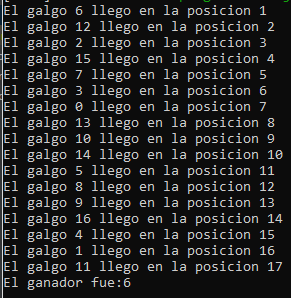 El galgo 6 llego en la posicion 1
El galgo 12 llego en la posicion 2
El galgo 2 llego en la posicion 3
El galgo 15 llego en la posicion 4
El galgo 7 llego en la posicion 5
El galgo 3 llego en la posicion 6
El galgo 0 llego en la posicion 7
El galgo 13 llego en la posicion 8
El galgo 10 llego en la posicion 9
El galgo 14 llego en la posicion 10
El galgo 5 llego en la posicion 11
El galgo 8 llego en la posicion 12
El galgo 9 llego en la posicion 13
El galgo 16 llego en la posicion 14
El galgo 4 llego en la posicion 15
El galgo 1 llego en la posicion 16
El galgo 11 llego en la posicion 17
El ganador fue:6